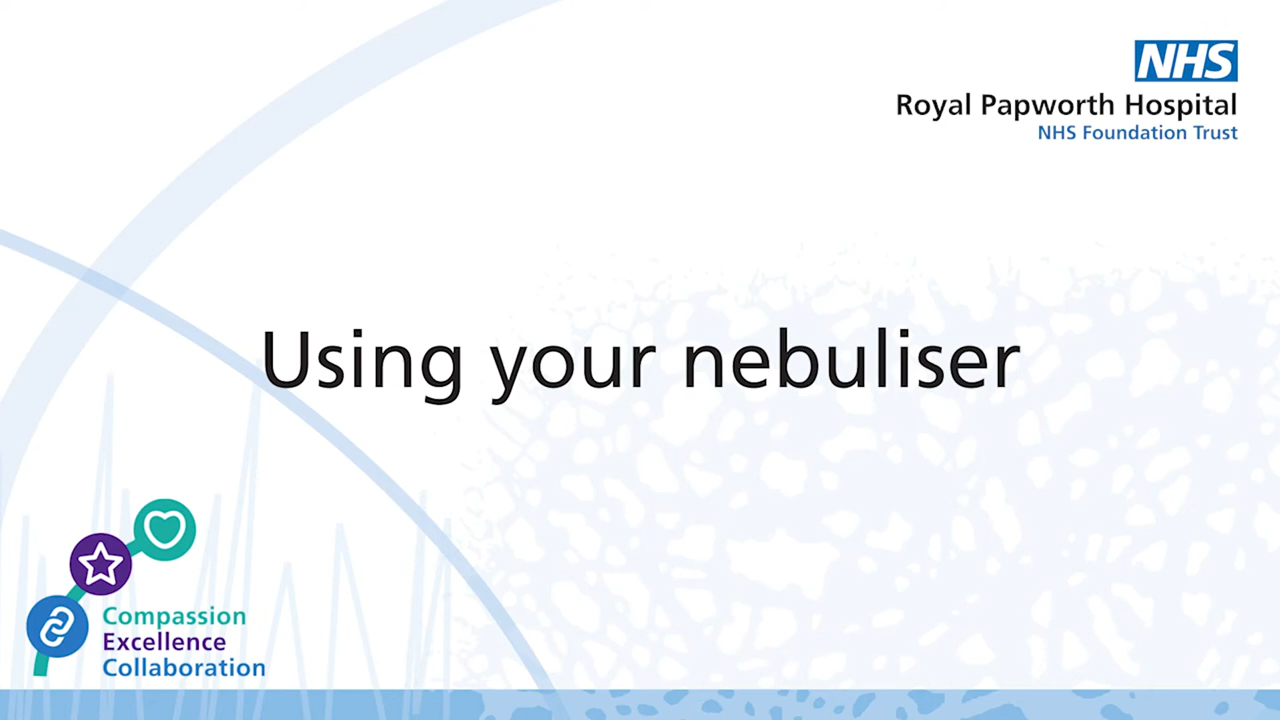 NHS
Royal Papworth Hospital
NHS Foundation Trust
Using your nebuliser
Compassion
Excellence
Collaboration